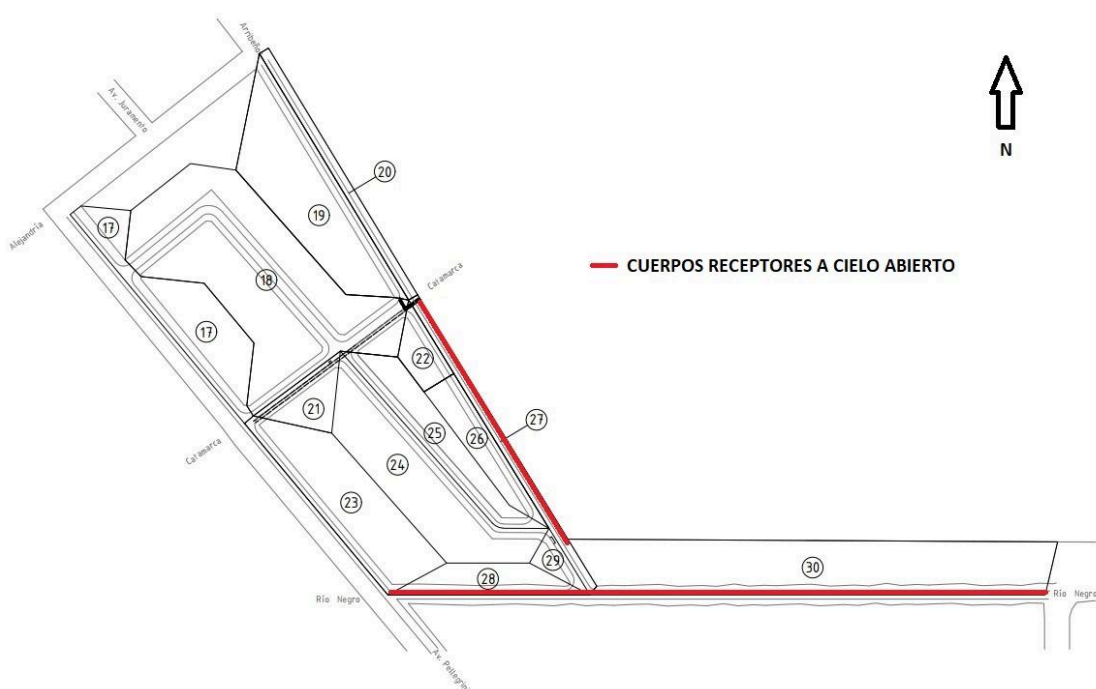 Arribeño
Av. Juramento
N
20
19
17
Alejandría
CUERPOS RECEPTORES A CIELO ABIERTO
Catamarca
18
17
22
21
27
25
26
Catamarca
24
23
29
30
28
Río Negro
Río Negro
Av. Pellegrini